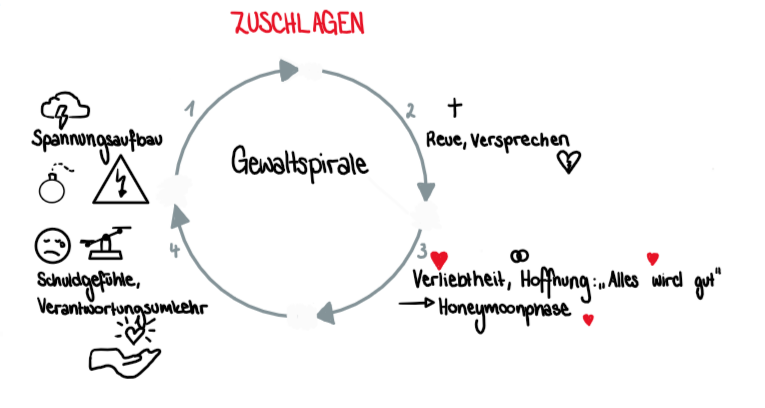 ZUSCHLAGEN
1
2
Spannungsaufbau
Reue, Versprechen
Gewaltspirale
4
3
Schuldgefühle,
Verantwortungsumkehr
Verliebtheit, Hoffnung: „Alles wird gut"
Honeymoonphase